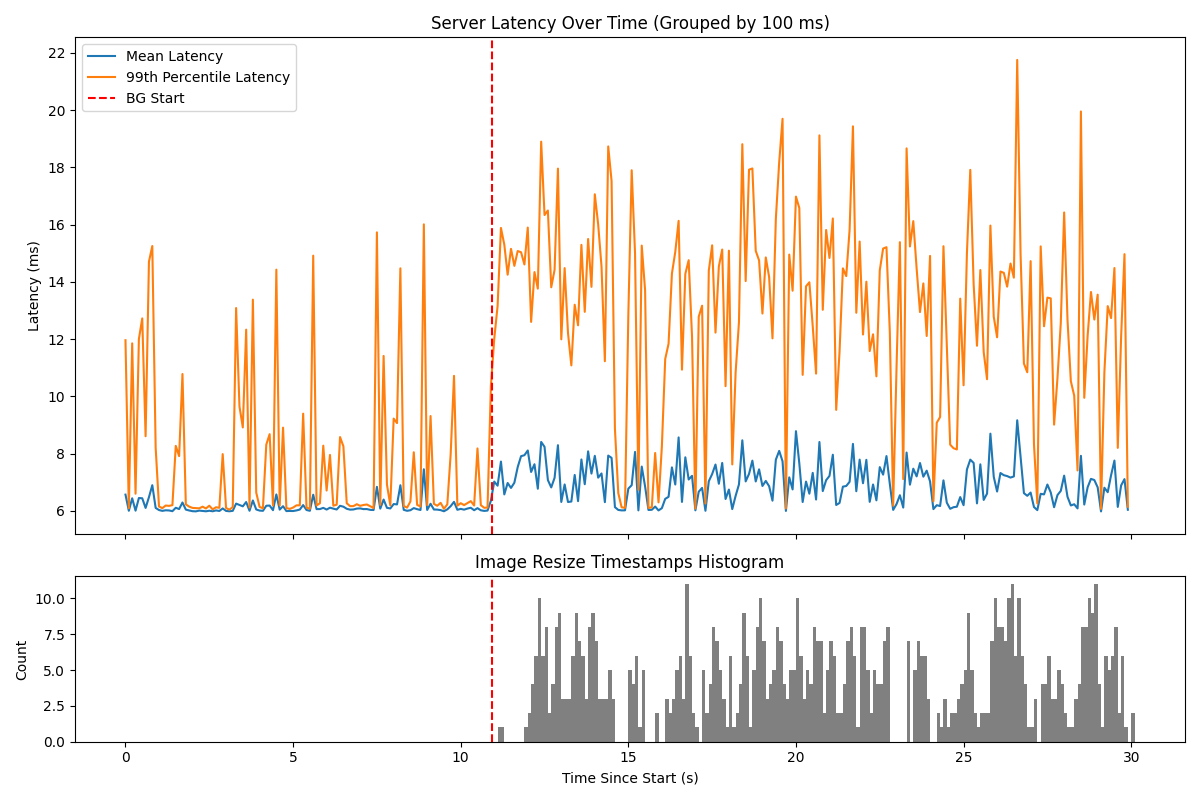 Server Latency Over Time (Grouped by 100 ms)
Mean Latency
99th Percentile Latency
BG Start
Latency (ms)
22
20
18
16
14
12
10
8
6
Image Resize Timestamps Histogram
Count
10.0
7.5
5.0
2.5
0.0
0 5 10 15 20 25 30
Time Since Start (s)